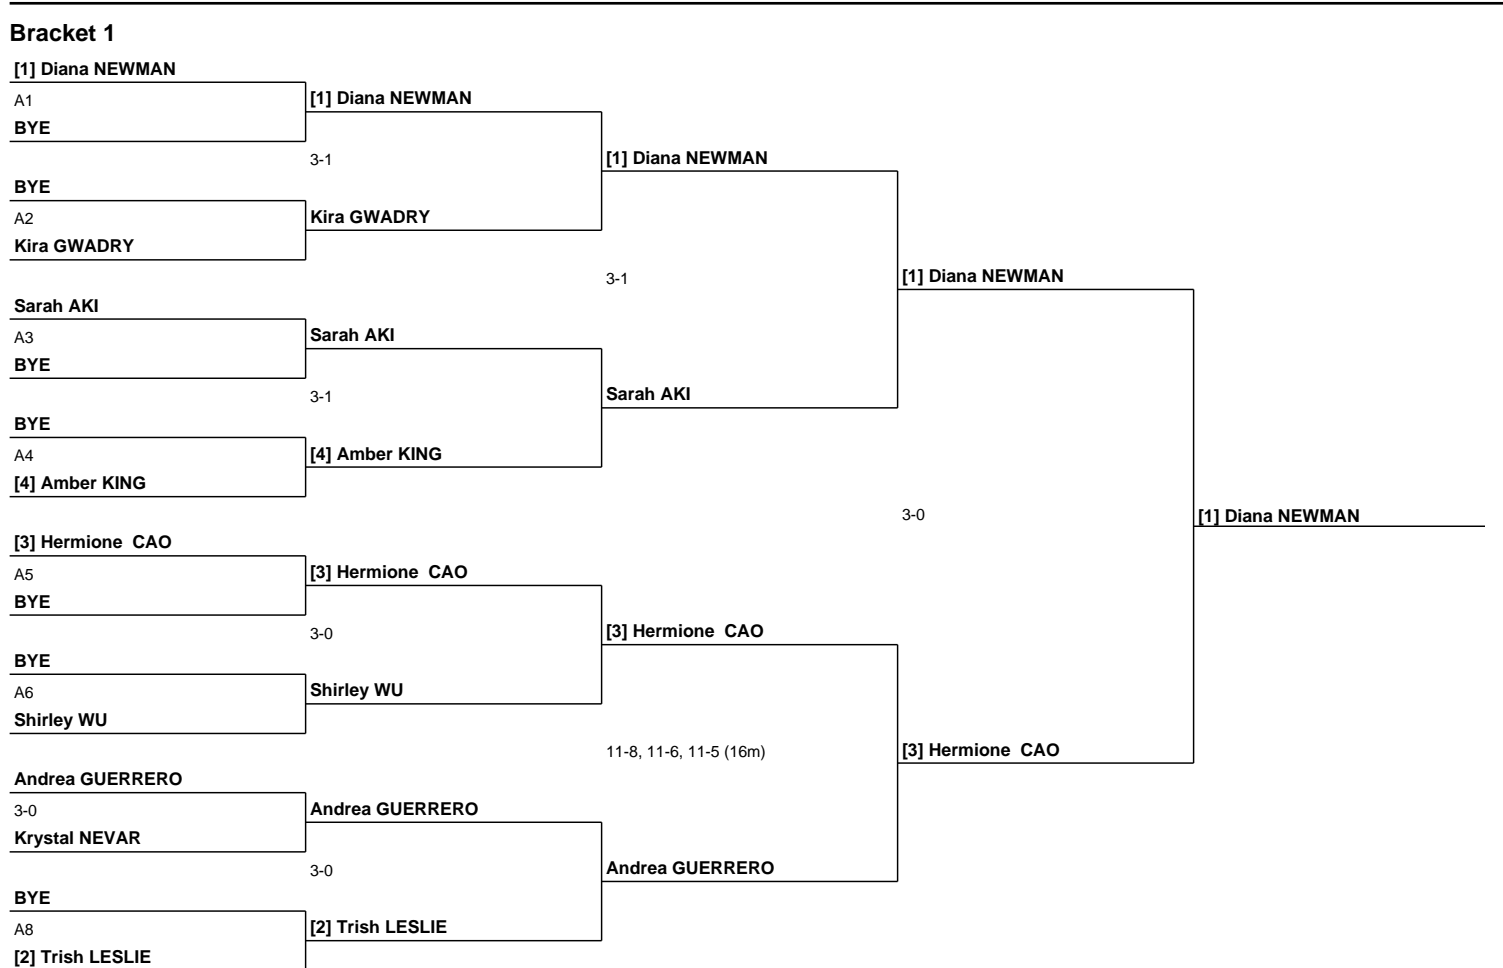 Bracket 1
[1] Diana NEWMAN
A1
[1] Diana NEWMAN
BYE
3-1
[1] Diana NEWMAN
BYE
A2
Kira GWADRY
Kira GWADRY
3-1
[1] Diana NEWMAN
Sarah AKI
A3
Sarah AKI
BYE
3-1
Sarah AKI
BYE
A4
[4] Amber KING
[4] Amber KING
3-0
[1] Diana NEWMAN
[3] Hermione  CAO
A5
[3] Hermione  CAO
BYE
3-0
[3] Hermione  CAO
BYE
A6
Shirley WU
Shirley WU
11-8, 11-6, 11-5 (16m)
[3] Hermione  CAO
Andrea GUERRERO
3-0
Andrea GUERRERO
Krystal NEVAR
3-0
Andrea GUERRERO
BYE
A8
[2] Trish LESLIE
[2] Trish LESLIE